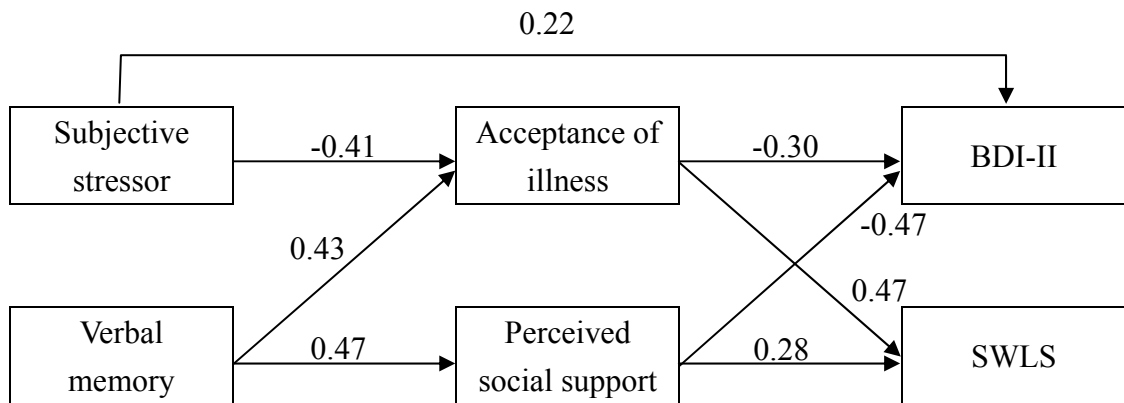 0.22
Subjective
stressor
-0.41
Acceptance of
illness
-0.30
BDI-II
0.43
-0.47
Verbal
memory
0.47
Perceived
social support
0.28
0.47
SWLS